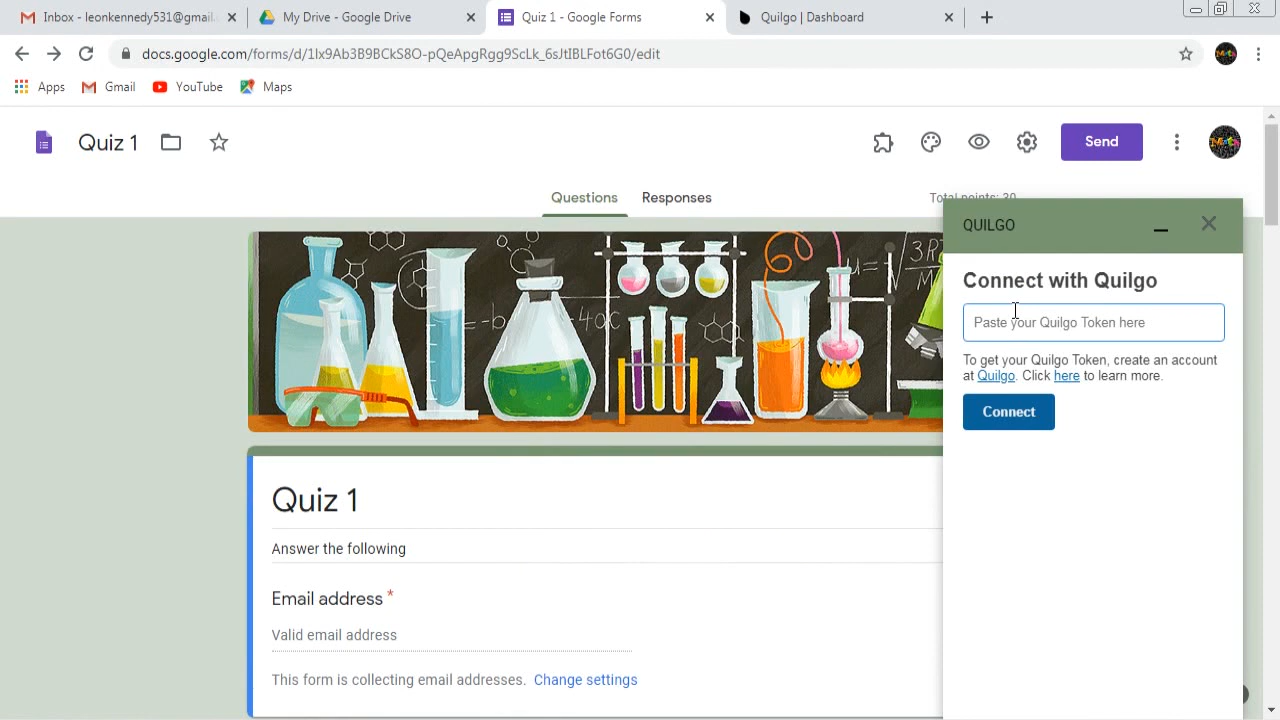 Inbox - leonkennedy531@gmail.
My Drive - Google Drive
Quiz 1 - Google Forms
Quilgo | Dashboard
docs.google.com/forms/d/1lx9Ab3B9BCkS8O-pQeApgRgg9ScLk_6sJtIBLFot6G0/edit
Apps
Gmail
YouTube
Maps
Quiz 1
Send
Questions
Responses
Total points: 30
QUILGO
Connect with Quilgo
Paste your Quilgo Token here
To get your Quilgo Token, create an account
at Quilgo. Click here to learn more.
Connect
Quiz 1
Answer the following
Email address *
Valid email address
This form is collecting email addresses. Change settings